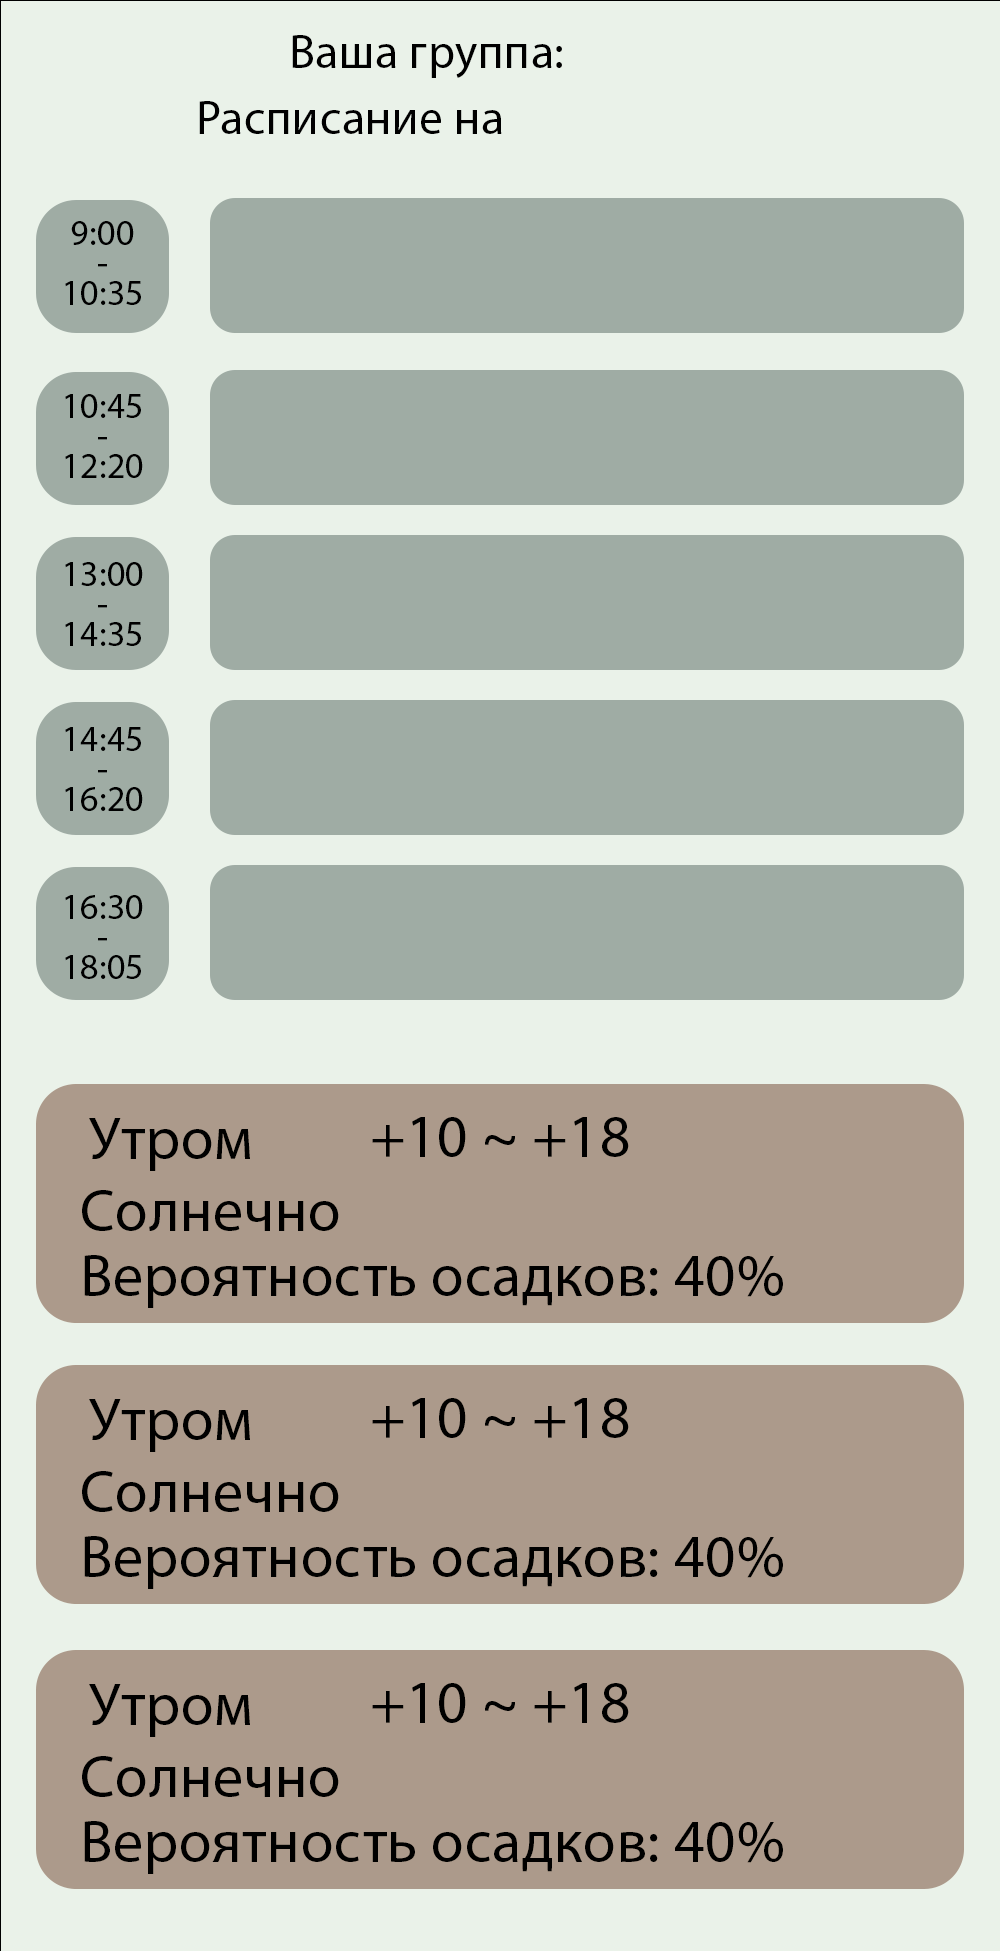 Ваша группа:
Расписание на
9:00
-
10:35
10:45
-
12:20
13:00
-
14:35
14:45
-
16:20
16:30
-
18:05
Утром +10 ~ +18
Солнечно
Вероятность осадков: 40%
Утром +10 ~ +18
Солнечно
Вероятность осадков: 40%
Утром +10 ~ +18
Солнечно
Вероятность осадков: 40%